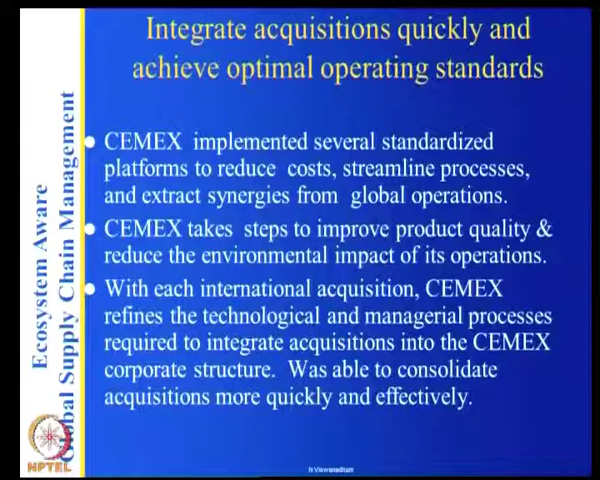 Integrate acquisitions quickly and
achieve optimal operating standards
CEMEX implemented several standardized
platforms to reduce costs, streamline processes,
and extract synergies from global operations.
CEMEX takes steps to improve product quality &
reduce the environmental impact of its operations.
With each international acquisition, CEMEX
refines the technological and managerial processes
required to integrate acquisitions into the CEMEX
corporate structure. Was able to consolidate
acquisitions more quickly and effectively.
Ecosystem Aware
Global Supply Chain Management
NPTEL
N Viswanadham